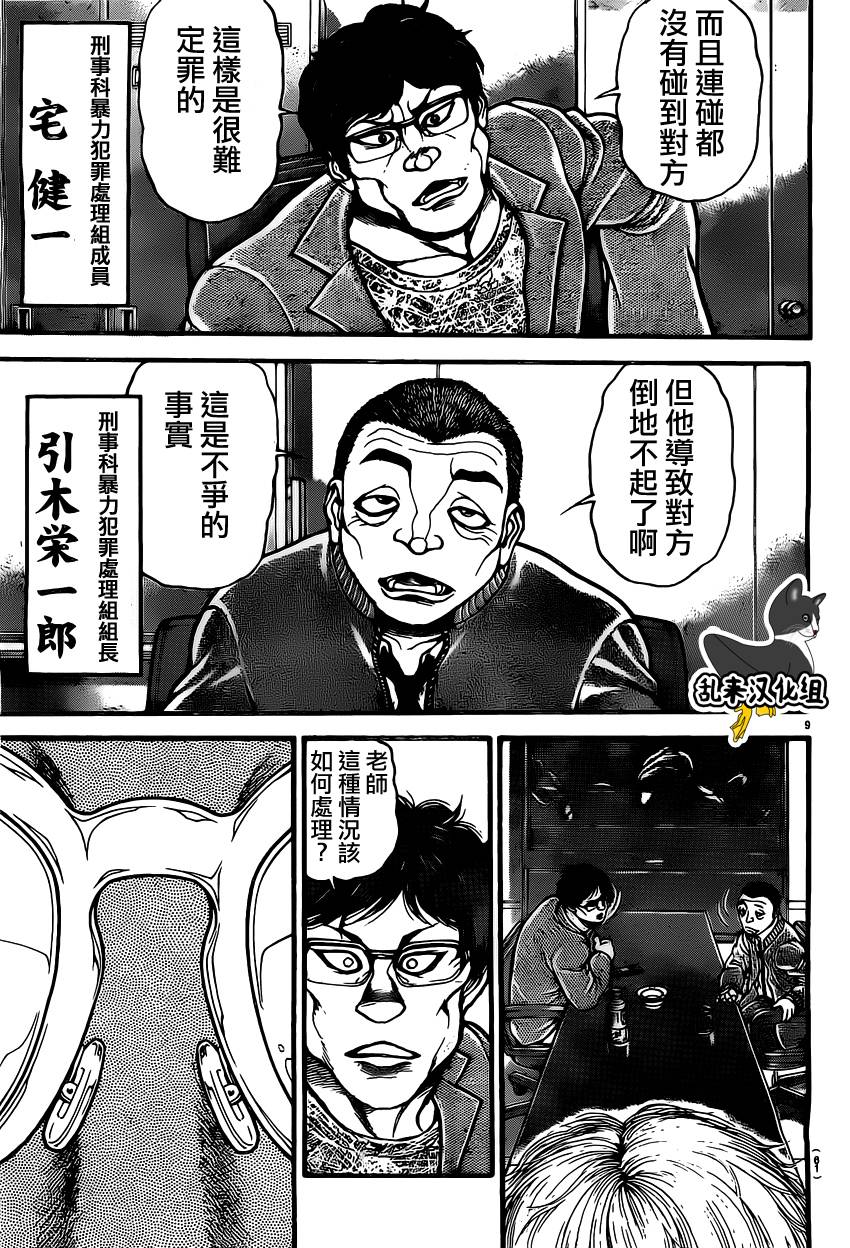 而且連碰都
沒有碰到對方
這樣是很難
定罪的
刑事科暴力犯罪處理組成員
宅 健一
但他導致對方
倒地不起了啊
這是不爭的
事實
刑事科暴力犯罪處理組組長
引木栄一郎
乱来汉化组
9
老師
這種情況該
如何處理？